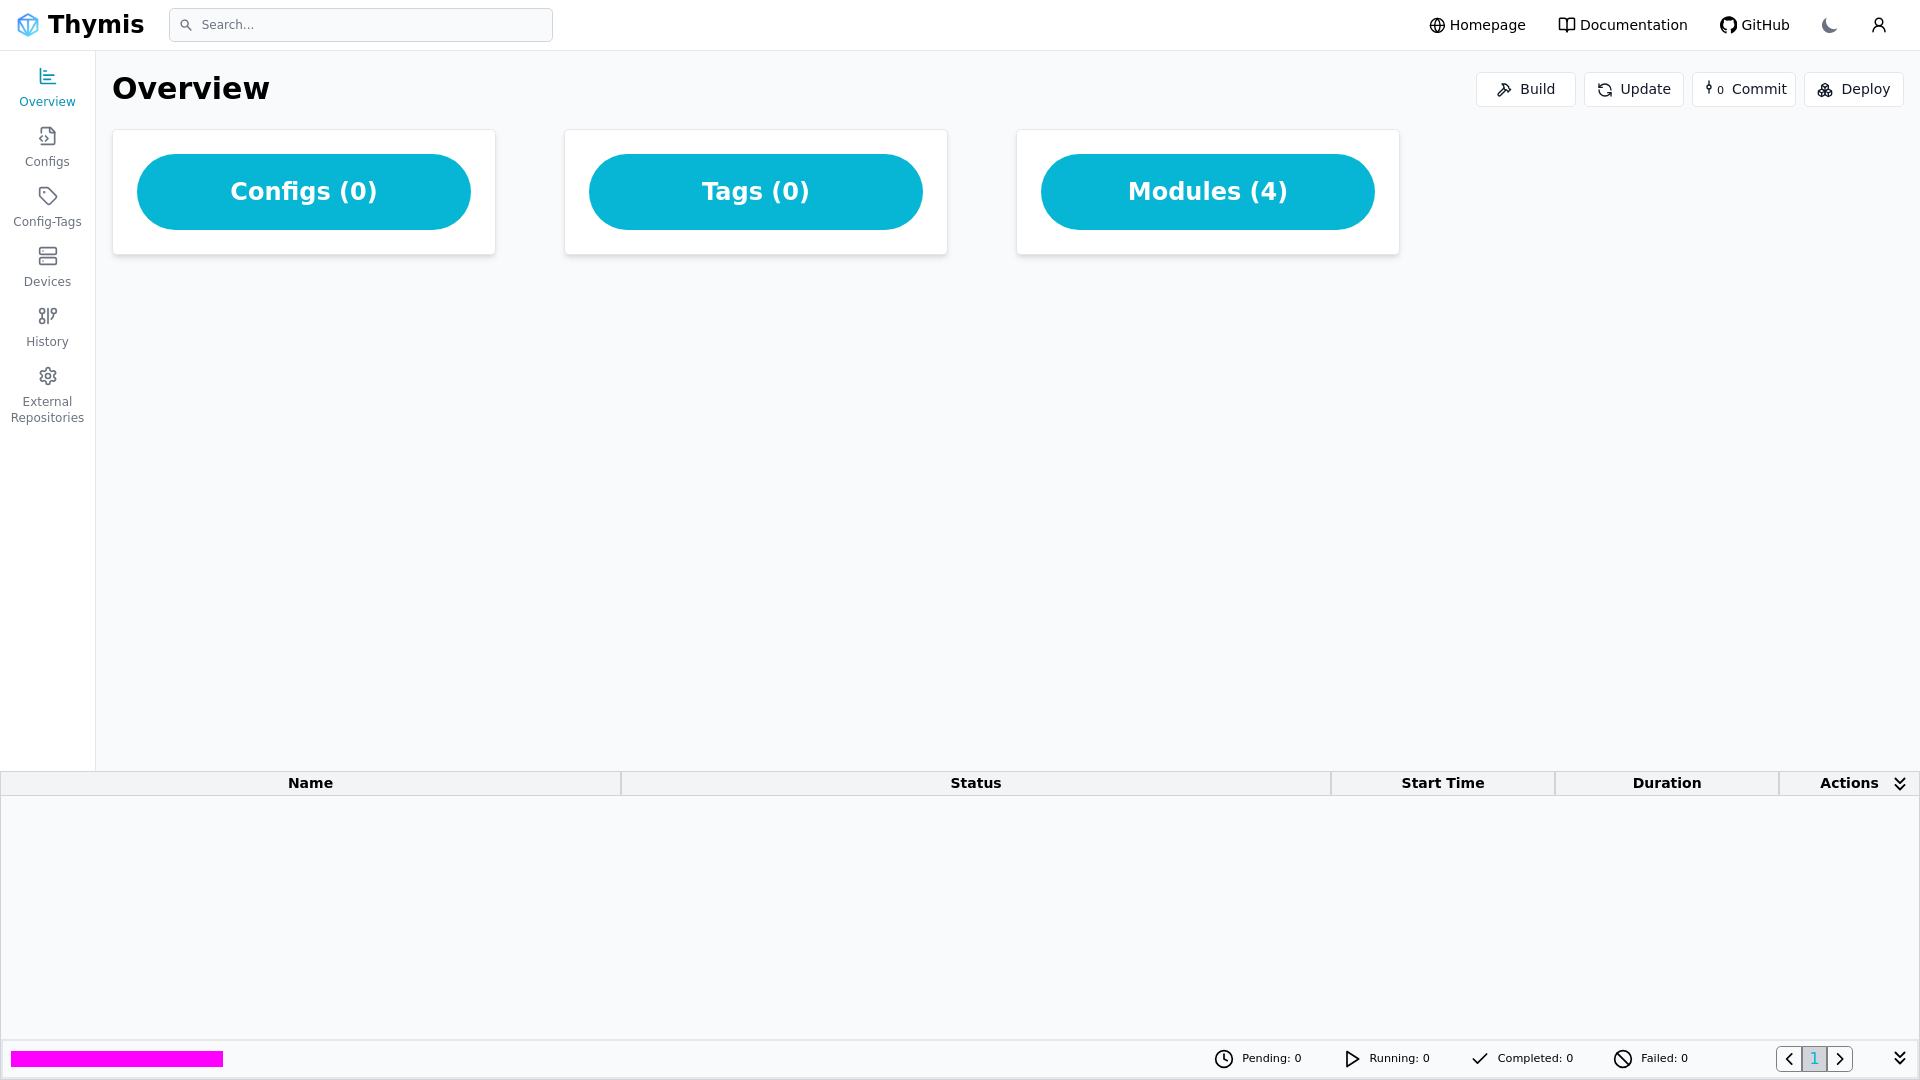 Thymis
Search...
Homepage
Documentation
GitHub
Overview
Configs
Config-Tags
Devices
History
External
Repositories
Overview
Build
Update
0 Commit
Deploy
Configs (0)
Tags (0)
Modules (4)
Name
Status
Start Time
Duration
Actions
Pending: 0
Running: 0
Completed: 0
Failed: 0
1